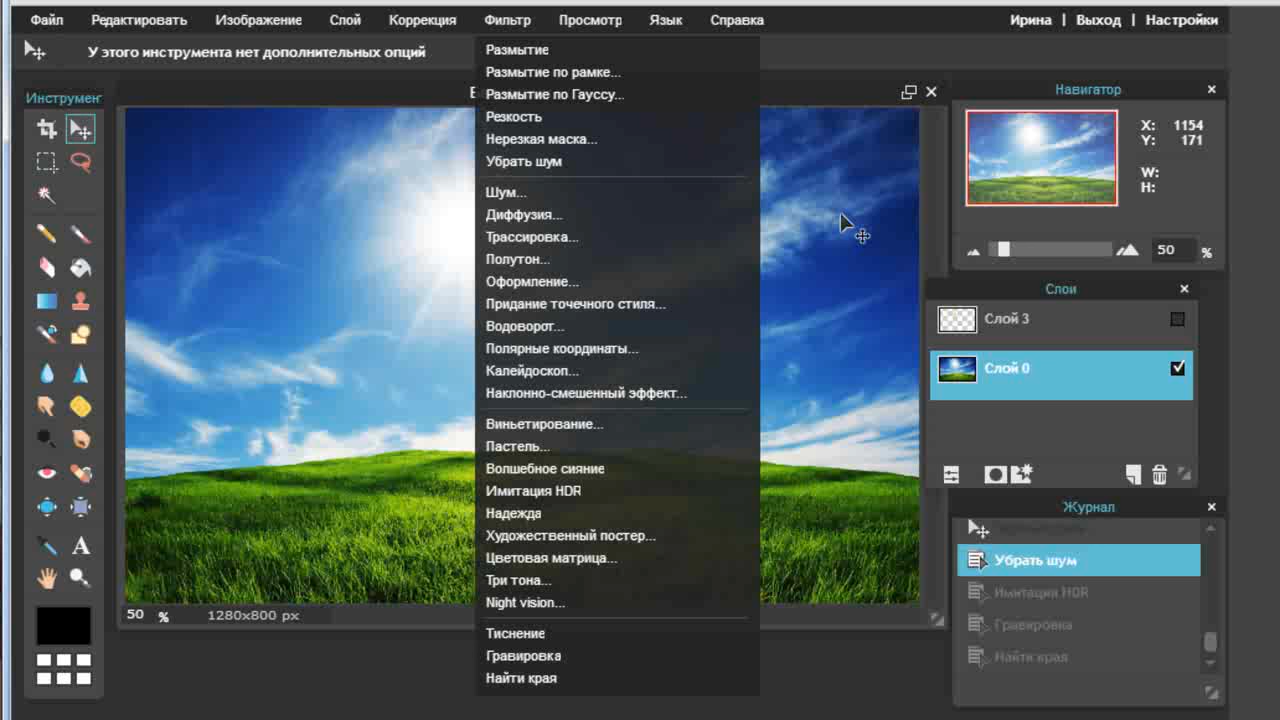 Файл Редактировать Изображение Слой Коррекция Фильтр Просмотр Язык Справка Ирина | Выход | Настройки
У этого инструмента нет дополнительных опций
Инструмен
Размытие
Размытие по рамке...
Размытие по Гауссу...
Резкость
Нерезкая маска...
Убрать шум
Шум...
Диффузия...
Трассировка...
Полутон...
Оформление...
Придание точечного стиля...
Водоворот...
Полярные координаты...
Калейдоскоп...
Наклонно-смешенный эффект...
Виньетирование...
Пастель...
Волшебное сияние
Имитация HDR
Надежда
Художественный постер...
Цветовая матрица...
Три тона...
Night vision...
Тиснение
Гравировка
Найти края
50 % 1280x800 px
Навигатор
X: 1154
Y: 171
W:
H:
50 %
Слои
Слой 3
Слой 0
Журнал
Убрать шум
Имитация HDR
Гравировка
Найти края